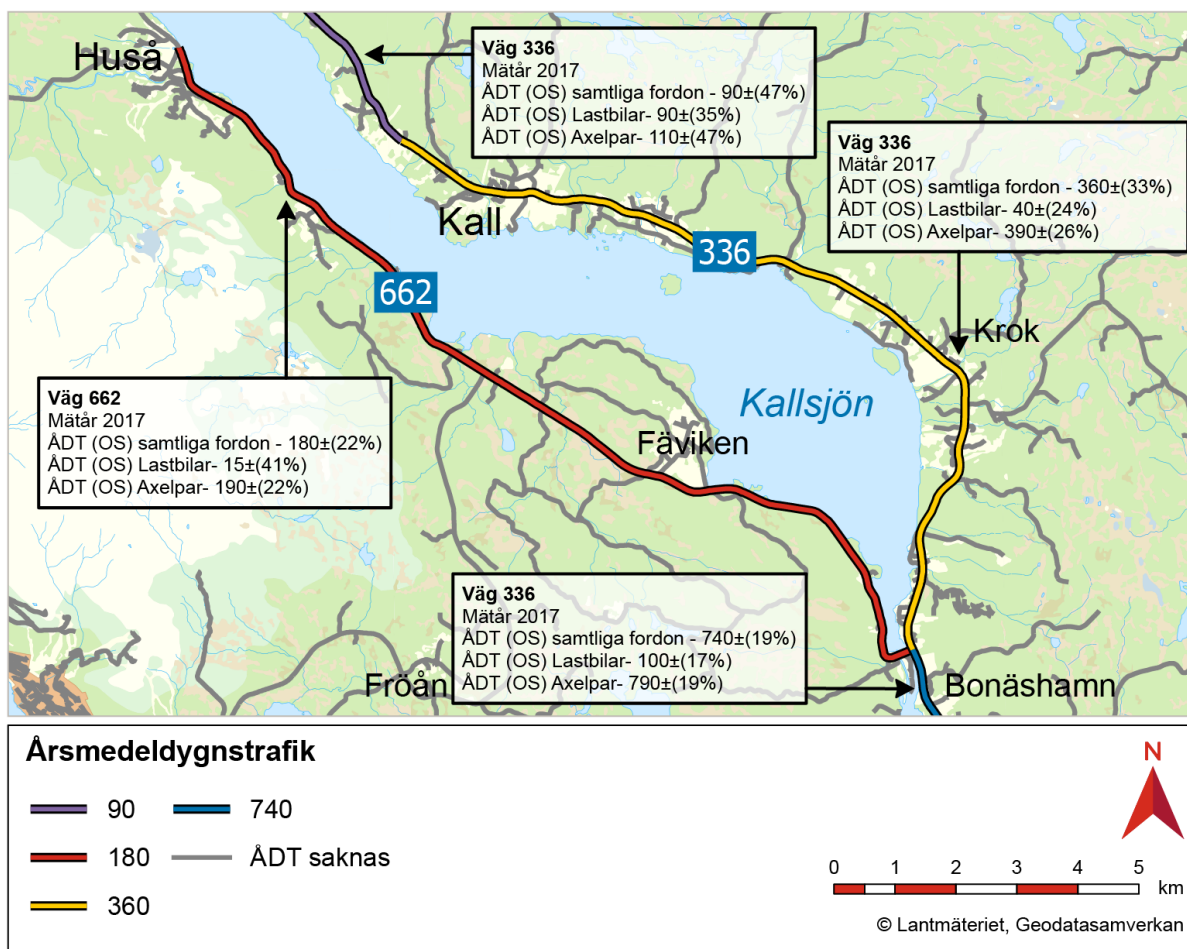 Huså
Väg 336
Mätår 2017
ÅDT (OS) samtliga fordon - 90±(47%)
ÅDT (OS) Lastbilar- 90±(35%)
ÅDT (OS) Axelpar- 110±(47%)
Väg 336
Mätår 2017
ÅDT (OS) samtliga fordon - 360±(33%)
ÅDT (OS) Lastbilar- 40±(24%)
ÅDT (OS) Axelpar- 390±(26%)
Kall
336
662
Krok
Väg 662
Mätår 2017
ÅDT (OS) samtliga fordon - 180±(22%)
ÅDT (OS) Lastbilar- 15±(41%)
ÅDT (OS) Axelpar- 190±(22%)
Kallsjön
Fäviken
Väg 336
Mätår 2017
ÅDT (OS) samtliga fordon - 740±(19%)
ÅDT (OS) Lastbilar- 100±(17%)
ÅDT (OS) Axelpar- 790±(19%)
Fröån
Bonäshamn
Årsmedeldygnstrafik
90
740
180
ÅDT saknas
360
N
0 1 2 3 4 5
km
© Lantmäteriet, Geodatasamverkan